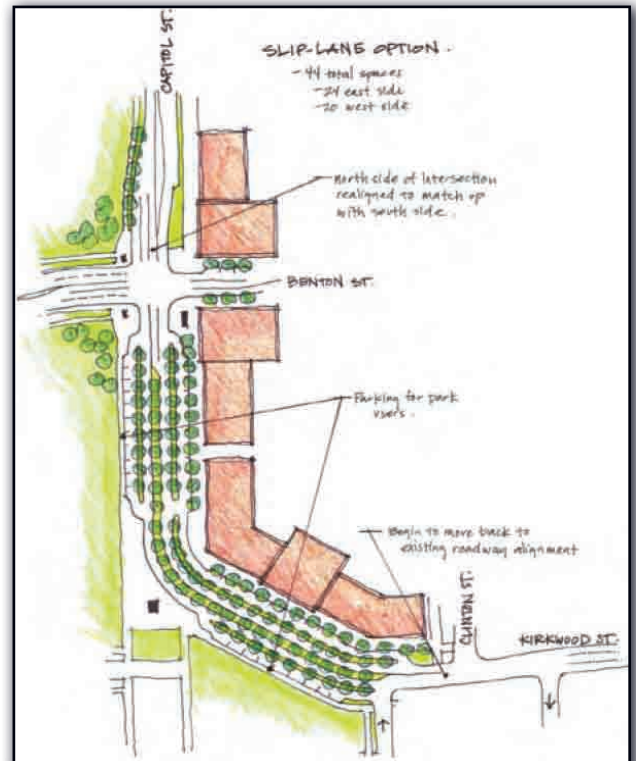 CAPITOL ST.
SLIP-LANE OPTION.
- 44 total spaces
- 24 east side
- 20 west side
North side of intersection
realigned to match up
with south side.
BENTON ST.
Parking for park
users.
Begin to move back to
existing roadway alignment
CLINTON ST.
KIRKWOOD ST.